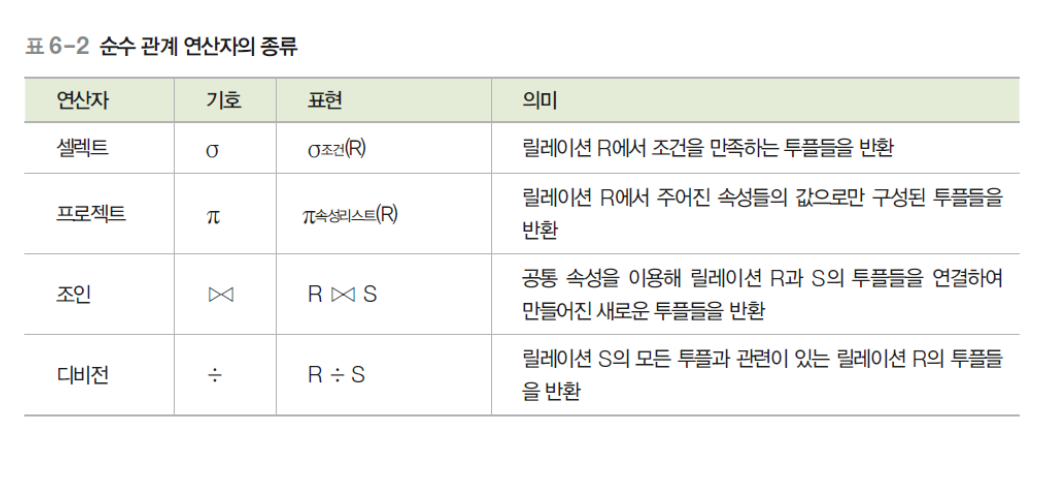 표 6-2 순수 관계 연산자의 종류
연산자 기호 표현 의미
셀렉트 σ σ조건(R) 릴레이션 R에서 조건을 만족하는 투플들을 반환
프로젝트 π π속성리스트(R) 릴레이션 R에서 주어진 속성들의 값으로만 구성된 투플들을
반환
조인 ⋈ R ⋈ S 공통 속성을 이용해 릴레이션 R과 S의 투플들을 연결하여
만들어진 새로운 투플들을 반환
디비전 ÷ R ÷ S 릴레이션 S의 모든 투플과 관련이 있는 릴레이션 R의 투플들
을 반환